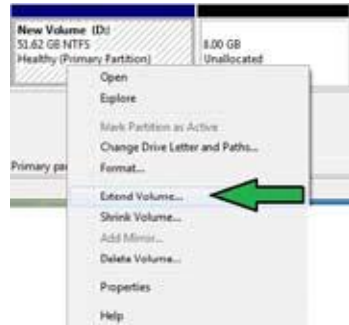 New Volume (D:)
51.62 GB NTFS
Healthy (Primary Partition)
8.00 GB
Unallocated
Open
Explore
Mark Partition as Active
Change Drive Letter and Paths...
Format...
Primary par
Extend Volume...
Shrink Volume...
Add Mirror...
Delete Volume...
Properties
Help